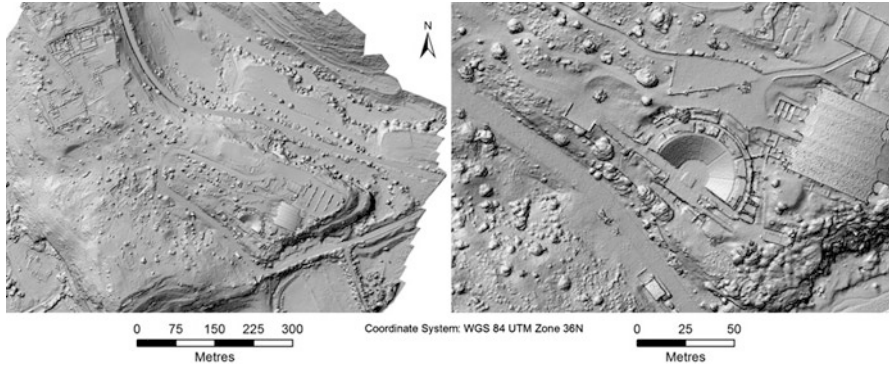 N
0 75 150 225 300
Metres
Coordinate System: WGS 84 UTM Zone 36N
0 25 50
Metres